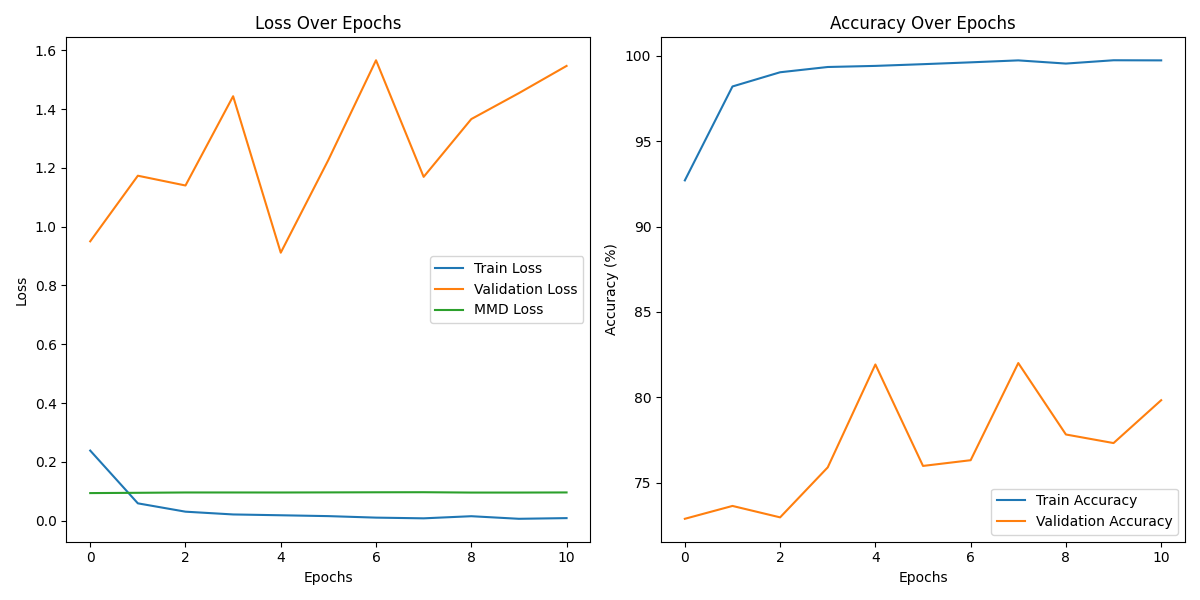 Loss Over Epochs
1.6
1.4
1.2
1.0
0.8
0.6
0.4
0.2
0.0
Loss
0 2 4 6 8 10
Epochs
Train Loss
Validation Loss
MMD Loss
Accuracy Over Epochs
100
95
90
85
80
75
Accuracy (%)
0 2 4 6 8 10
Epochs
Train Accuracy
Validation Accuracy